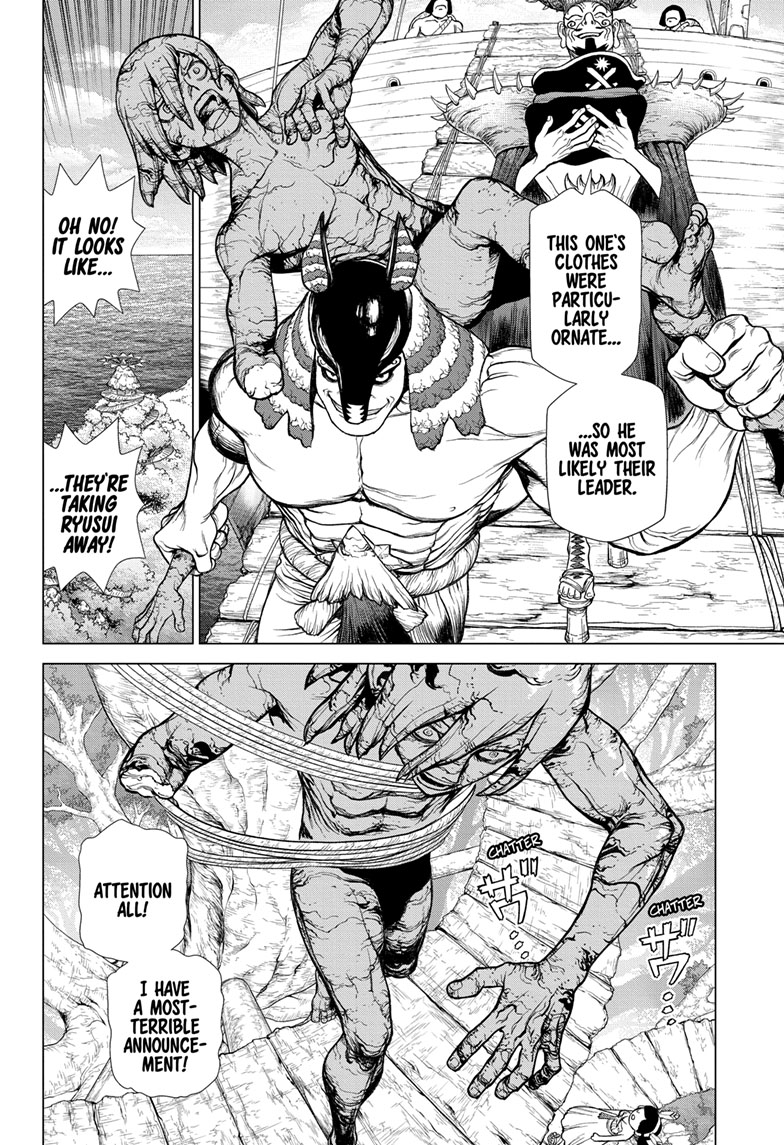 OH NO!
IT LOOKS
LIKE...
THIS ONE'S
CLOTHES
WERE
PARTICU-
LARLY
ORNATE...
...SO HE
WAS MOST
LIKELY THEIR
LEADER.
...THEY'RE
TAKING
RYUSUI
AWAY!
CHATTER
ザワ...
CHATTER
ザワ...
ATTENTION
ALL!
I HAVE
A MOST-
TERRIBLE
ANNOUNCE-
MENT!